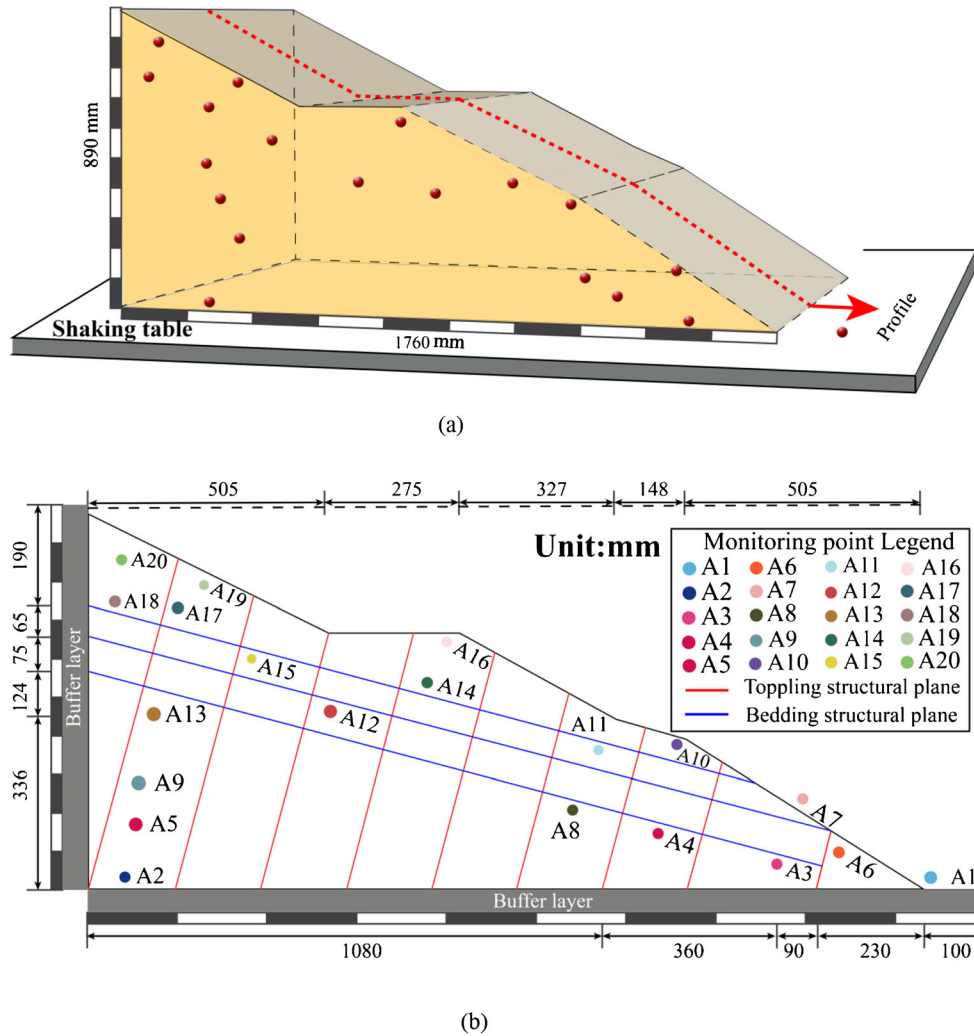 890 mm
Shaking table
1760 mm
Profile
(a)
505 275 327 148 505
Unit:mm
Monitoring point Legend
A1 A6 A11 A16
A2 A7 A12 A17
A3 A8 A13 A18
A4 A9 A14 A19
A5 A10 A15 A20
Toppling structural plane
Bedding structural plane
190
65
75
124
336
Buffer layer
A20
A19
A18
A17
A16
A15
A14
A13
A12
A11
A10
A9
A8
A7
A5
A4
A6
A3
A2
A1
Buffer layer
1080 360 90 230 100
(b)